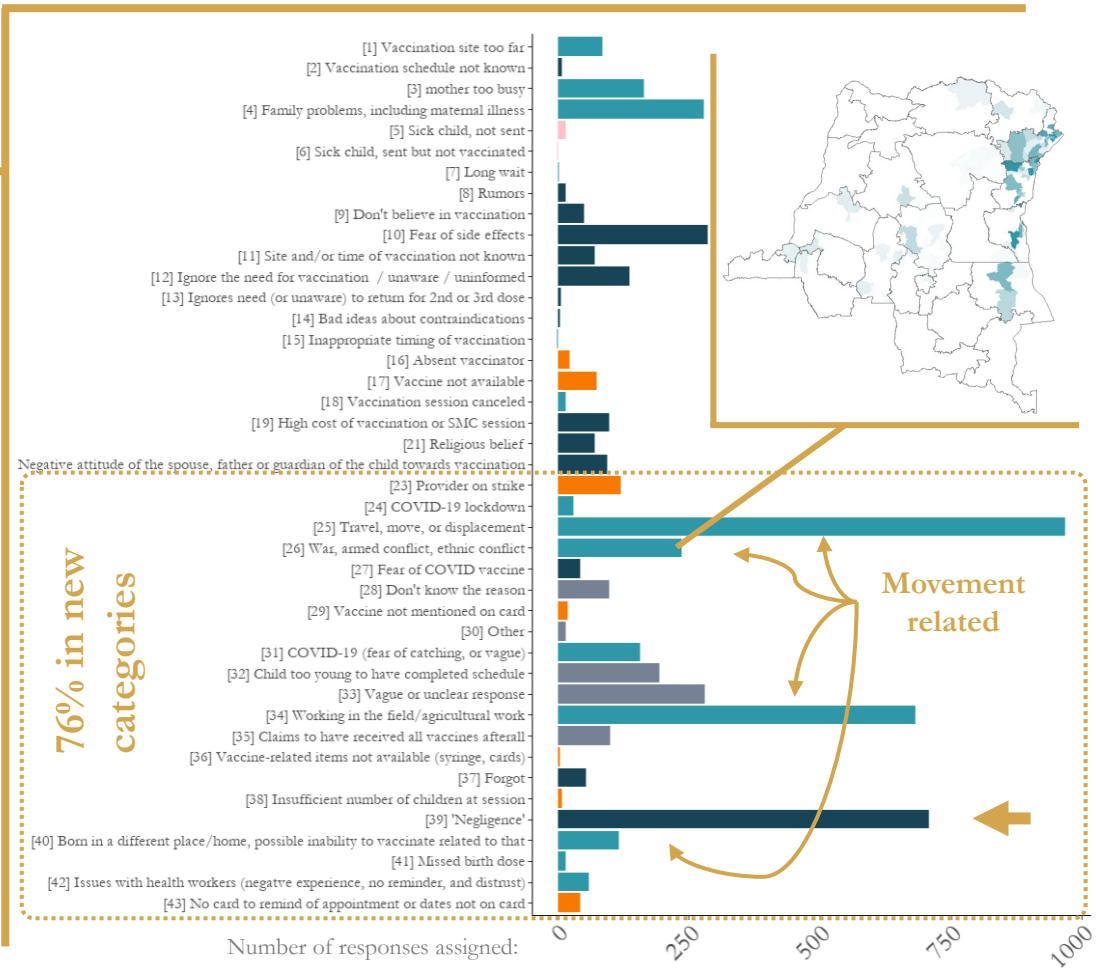 [1] Vaccination site too far
[2] Vaccination schedule not known
[3] mother too busy
[4] Family problems, including maternal illness
[5] Sick child, not sent
[6] Sick child, sent but not vaccinated
[7] Long wait
[8] Rumors
[9] Don't believe in vaccination
[10] Fear of side effects
[11] Site and/or time of vaccination not known
[12] Ignore the need for vaccination / unaware / uninformed
[13] Ignores need (or unaware) to return for 2nd or 3rd dose
[14] Bad ideas about contraindications
[15] Inappropriate timing of vaccination
[16] Absent vaccinator
[17] Vaccine not available
[18] Vaccination session canceled
[19] High cost of vaccination or SMC session
[21] Religious belief
Negative attitude of the spouse, father or guardian of the child towards vaccination
[23] Provider on strike
[24] COVID-19 lockdown
[25] Travel, move, or displacement
[26] War, armed conflict, ethnic conflict
[27] Fear of COVID vaccine
[28] Don't know the reason
[29] Vaccine not mentioned on card
[30] Other
[31] COVID-19 (fear of catching, or vague)
[32] Child too young to have completed schedule
[33] Vague or unclear response
[34] Working in the field/agricultural work
[35] Claims to have received all vaccines afterall
[36] Vaccine-related items not available (syringe, cards)
[37] Forgot
[38] Insufficient number of children at session
[39] 'Negligence'
[40] Born in a different place/home, possible inability to vaccinate related to that
[41] Missed birth dose
[42] Issues with health workers (negatve experience, no reminder, and distrust)
[43] No card to remind of appointment or dates not on card
76% in new
categories
Movement
related
Number of responses assigned:
0
250
500
750
1000